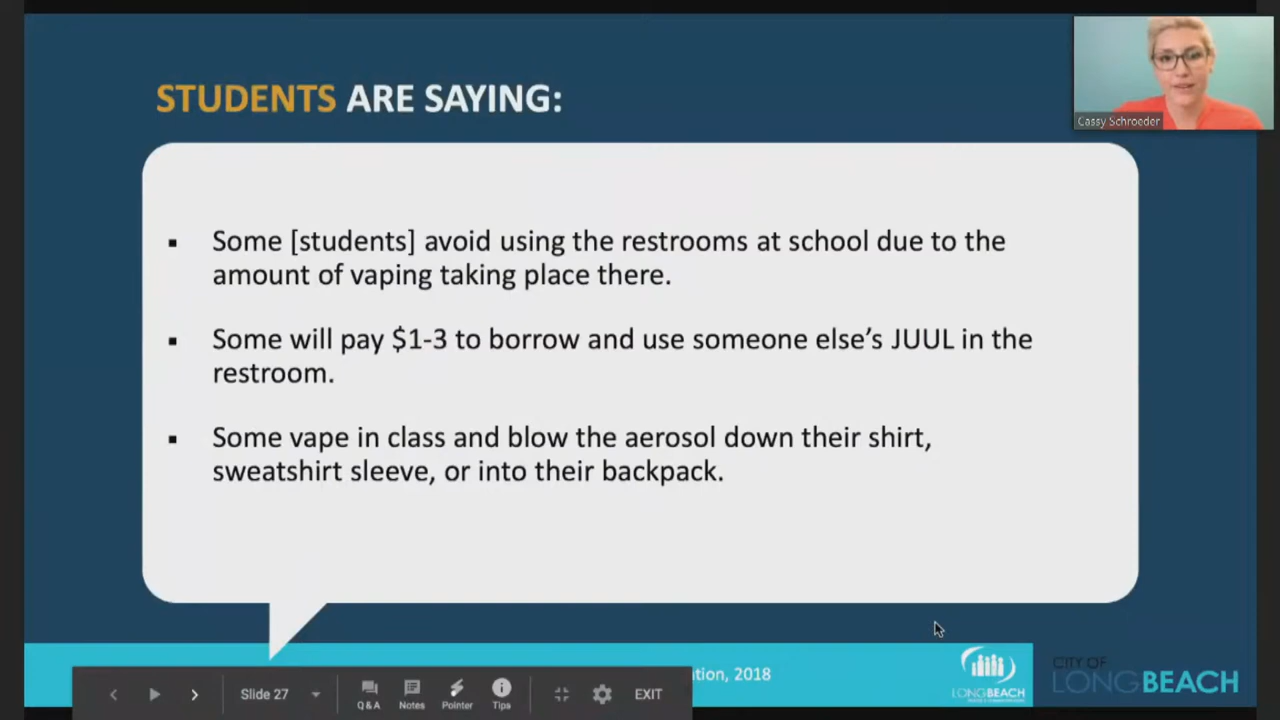 STUDENTS ARE SAYING:
Cassy Schroeder
▪ Some [students] avoid using the restrooms at school due to the
amount of vaping taking place there.
▪ Some will pay $1-3 to borrow and use someone else's JUUL in the
restroom.
▪ Some vape in class and blow the aerosol down their shirt,
sweatshirt sleeve, or into their backpack.
tion, 2018
LONGBEACH
CITY OF
LONGBEACH
Slide 27
Q&A
Notes
Pointer
Tips
EXIT